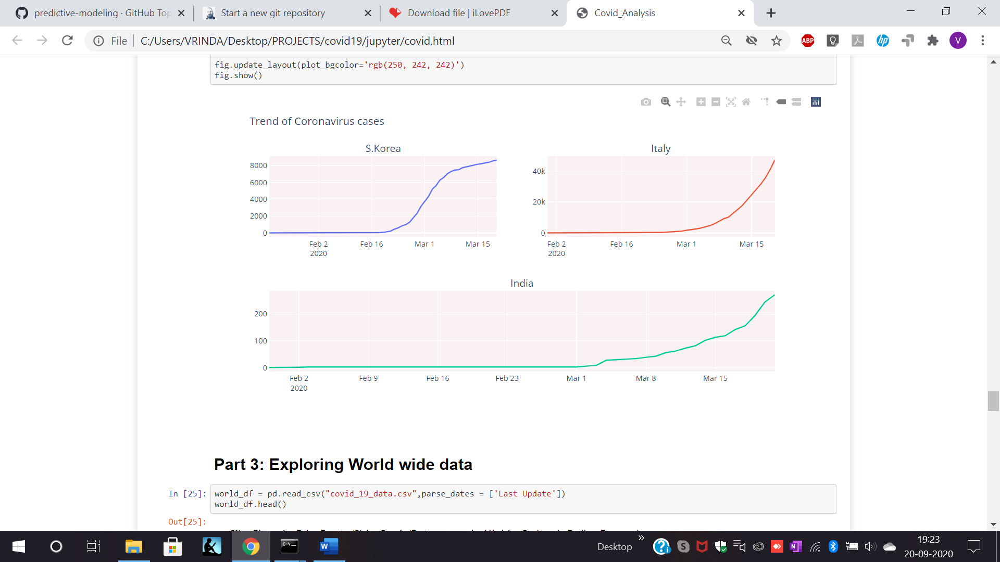 predictive-modeling · GitHub Top
Start a new git repository
Download file | iLovePDF
Covid_Analysis
File
C:/Users/VRINDA/Desktop/PROJECTS/covid19/jupyter/covid.html
ABP
hp
V
fig.update_layout(plot_bgcolor='rgb(250, 242, 242)')
fig.show()
Trend of Coronavirus cases
S.Korea
8000
6000
4000
2000
0
Feb 2
2020
Feb 16
Mar 1
Mar 15
Italy
40k
20k
0
Feb 2
2020
Feb 16
Mar 1
Mar 15
India
200
100
0
Feb 2
2020
Feb 9
Feb 16
Feb 23
Mar 1
Mar 8
Mar 15
Part 3: Exploring World wide data
In [25]:
world_df = pd.read_csv("covid_19_data.csv",parse_dates = ['Last Update'])
world_df.head()
Out[25]:
Desktop
19:23
20-09-2020